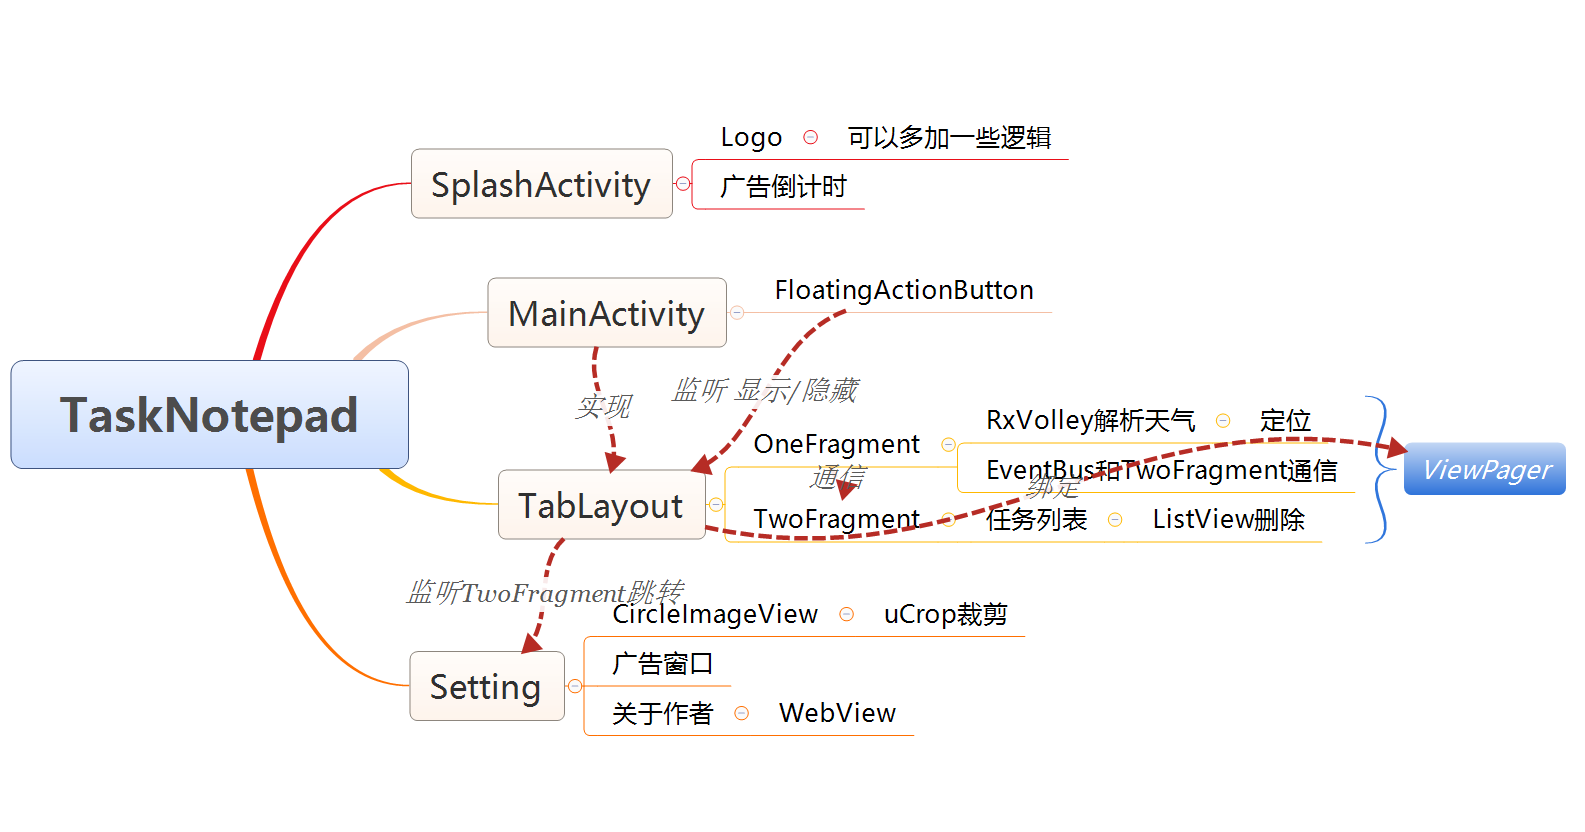 Logo
可以多加一些逻辑
SplashActivity
广告倒计时
FloatingActionButton
MainActivity
监听 显示/隐藏
实现
TaskNotepad
RxVolley解析天气
定位
OneFragment
EventBus和TwoFragment通信
ViewPager
通信
绑定
TabLayout
TwoFragment
任务列表
ListView删除
监听TwoFragment跳转
CircleImageView
uCrop裁剪
广告窗口
Setting
关于作者
WebView